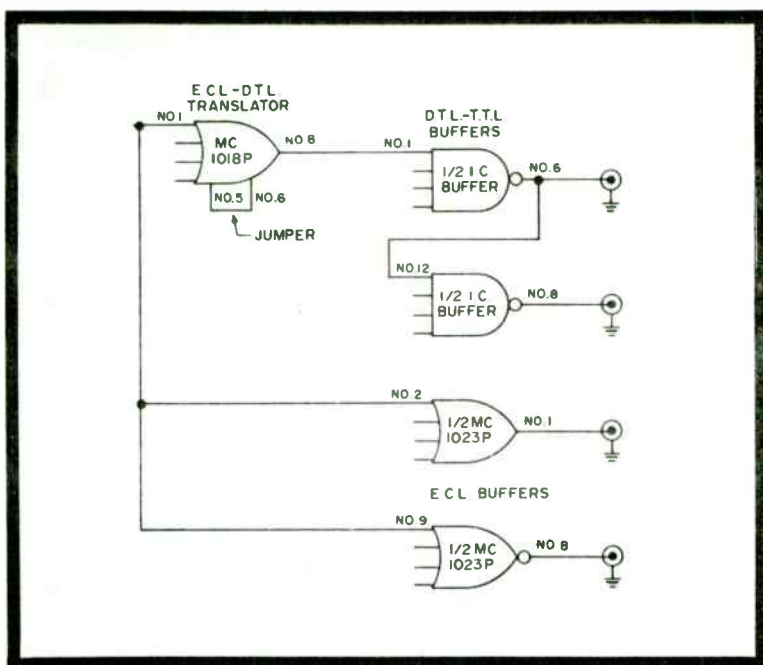 ECL-DTL
TRANSLATOR
NO.1
MC
1018P
NO.8
NO.5
NO.6
JUMPER
DTL-T.T.L
BUFFERS
NO.1
1/2 I C
BUFFER
NO.6
NO.12
1/2 I C
BUFFER
NO.8
NO.2
1/2 MC
1023P
NO.1
ECL BUFFERS
NO 9
1/2 MC
1023P
NO 8